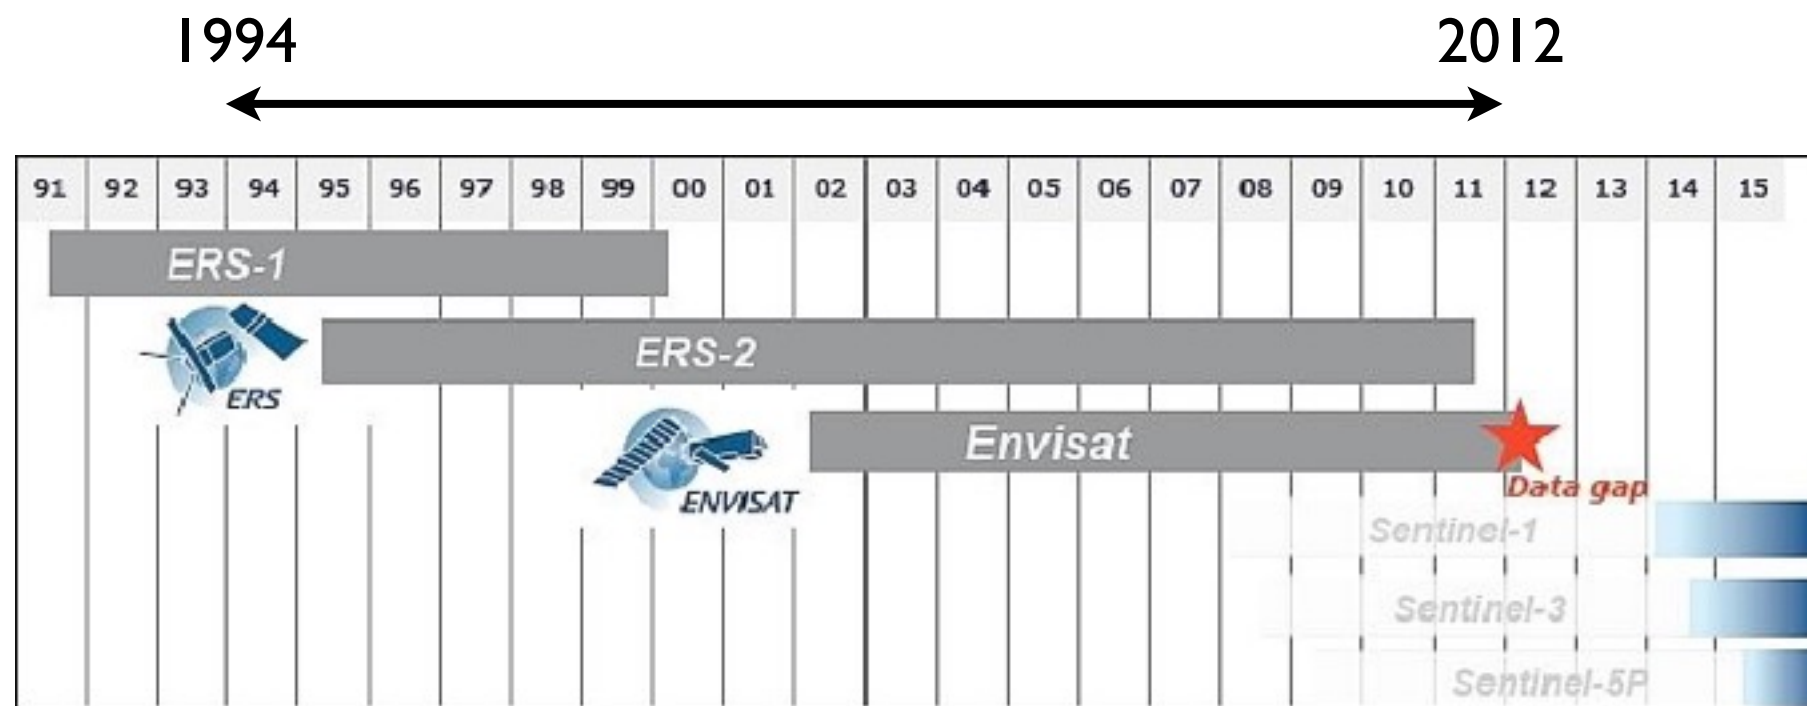 1994 2012
91 92 93 94 95 96 97 98 99 00 01 02 03 04 05 06 07 08 09 10 11 12 13 14 15
ERS-1
ERS-2
ERS
Envisat
ENVISAT
Data gap
Sentinel-1
Sentinel-3
Sentinel-5P